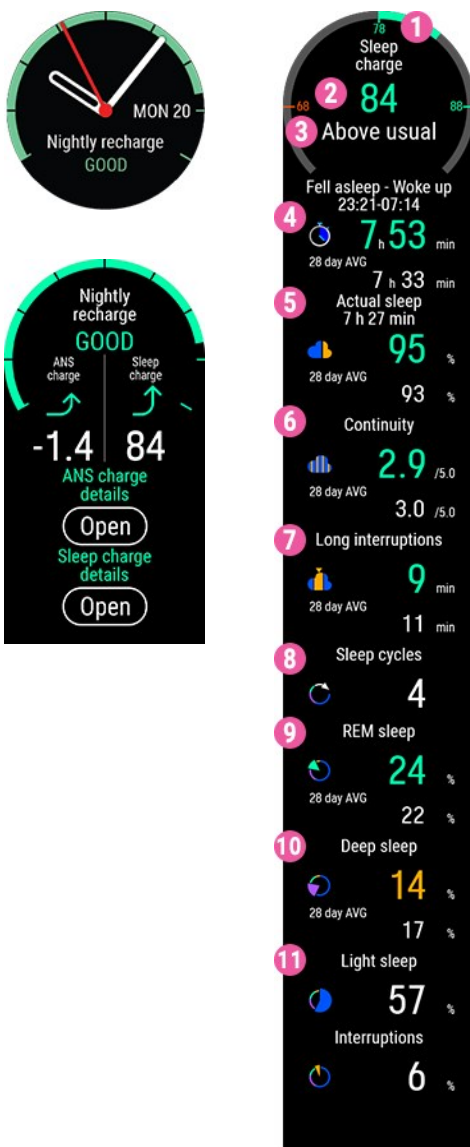 MON 20
Nightly recharge
GOOD
Nightly
recharge
GOOD
ANS
charge
Sleep
charge
-1.4
84
ANS charge
details
Open
Sleep charge
details
Open
1
78
Sleep
charge
2
84
68
88
3
Above usual
Fell asleep - Woke up
23:21-07:14
4
7 h 53 min
28 day AVG
7 h 33 min
5
Actual sleep
7 h 27 min
95 %
28 day AVG
93 %
6
Continuity
2.9 /5.0
28 day AVG
3.0 /5.0
7
Long interruptions
9 min
28 day AVG
11 min
8
Sleep cycles
4
9
REM sleep
24 %
28 day AVG
22 %
10
Deep sleep
14 %
28 day AVG
17 %
11
Light sleep
57 %
Interruptions
6 %